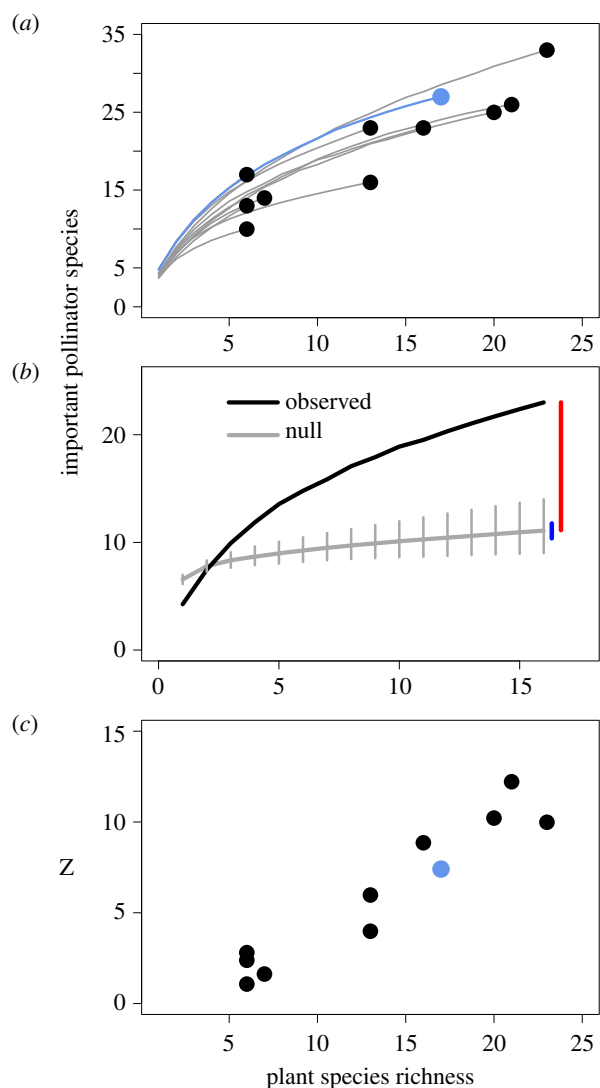 (a)
35
25
15
5
0
5 10 15 20 25
important pollinator species
(b)
observed
null
20
10
0
0 5 10 15
(c)
15
10
5
0
Z
5 10 15 20 25
plant species richness